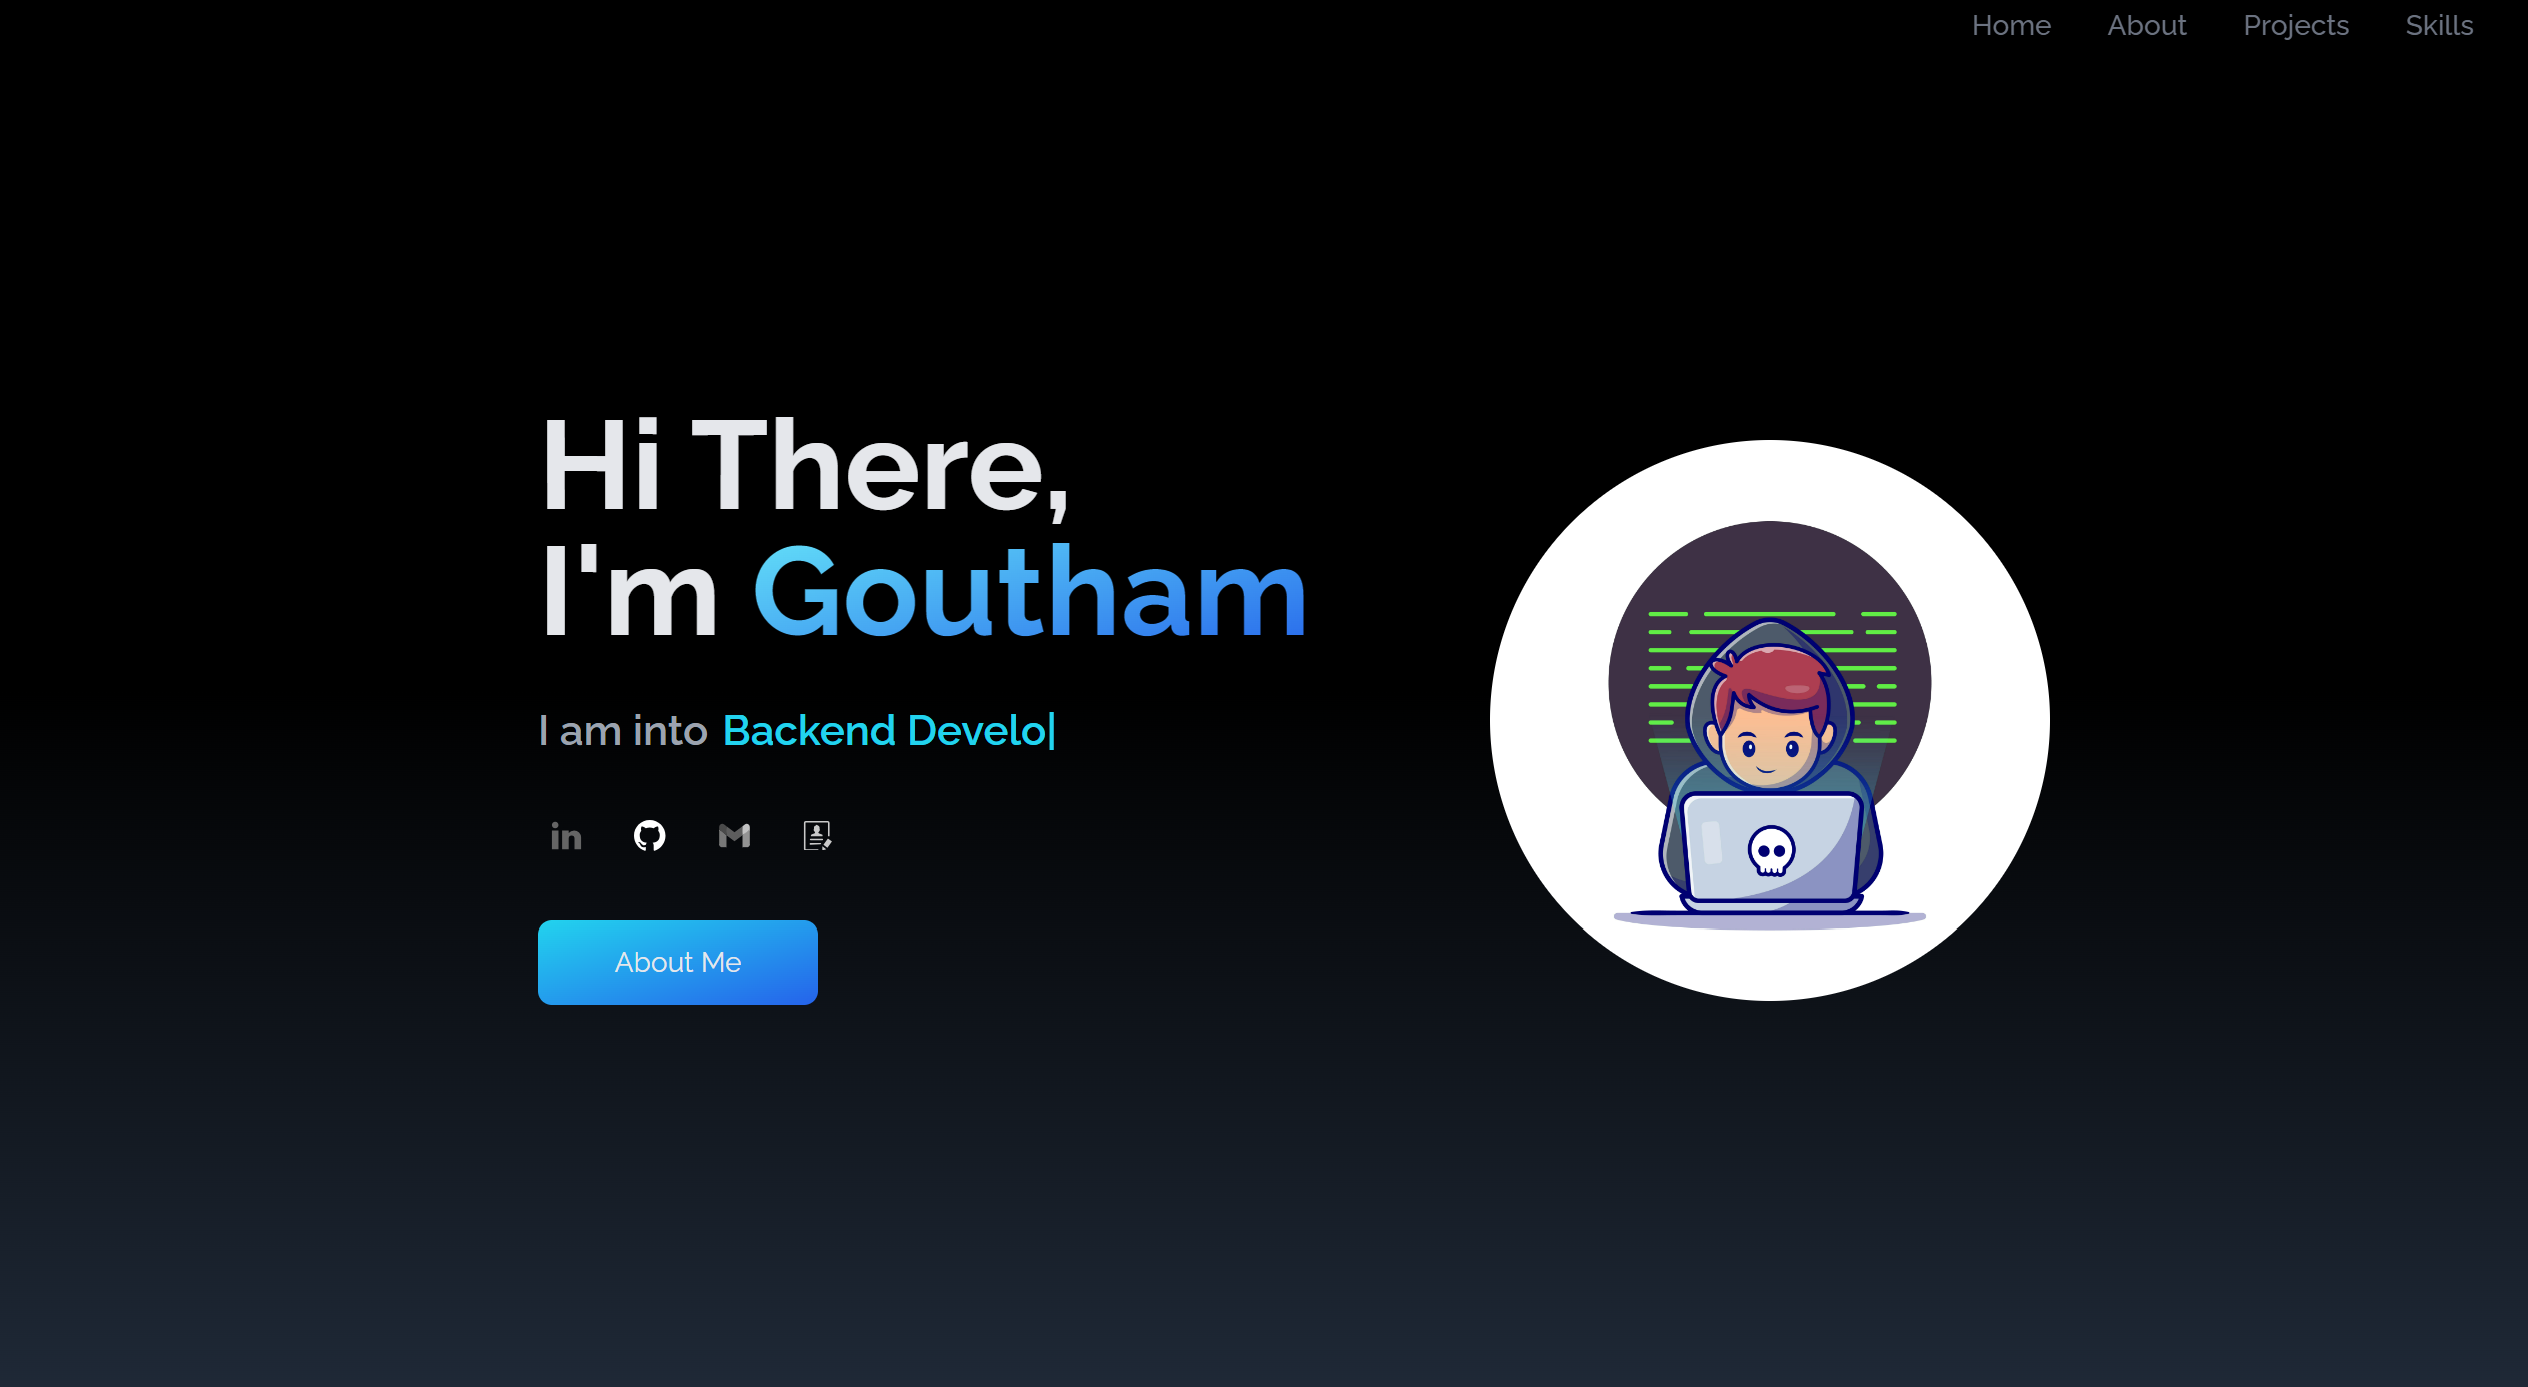 Home About Projects Skills
Hi There,
I'm Goutham
I am into Backend Develo|
About Me